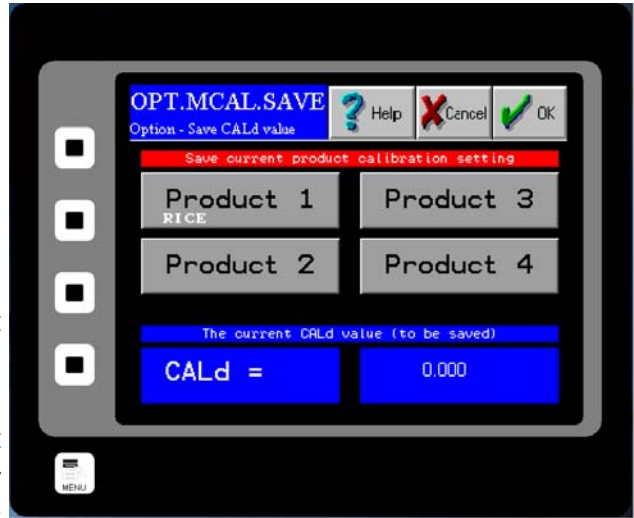 OPT.MCAL.SAVE
Option - Save CALd value
Help
Cancel
OK
Save current product calibration setting
Product 1
RICE
Product 3
Product 2
Product 4
The current CALd value (to be saved)
CALd =
0.000
MENU